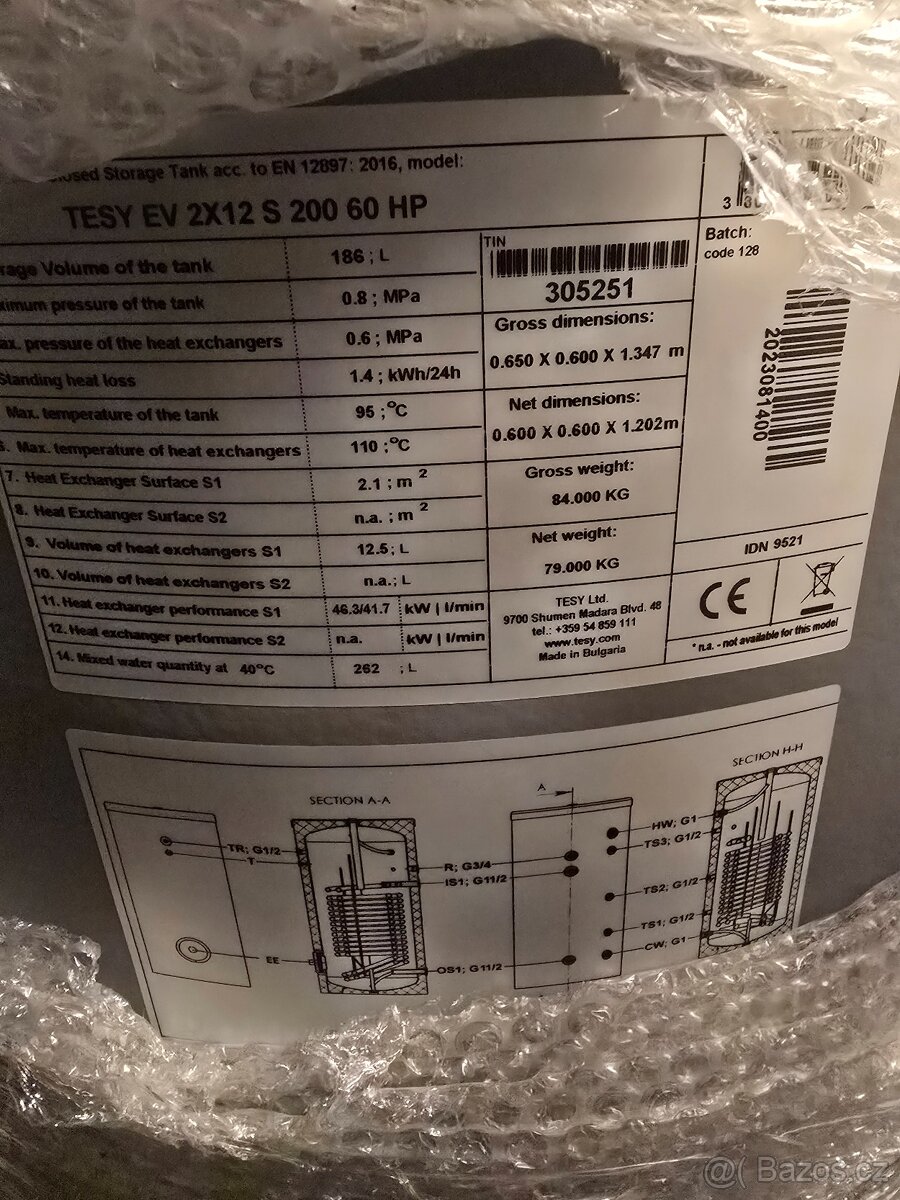 osed Storage Tank acc. to EN 12897: 2016, model:
TESY EV 2X12 S 200 60 HP
rage Volume of the tank 186 ; L
ximum pressure of the tank 0.8 ; MPa
ax. pressure of the heat exchangers 0.6 ; MPa
Standing heat loss 1.4 ; kWh/24h
Max. temperature of the tank 95 ;°C
6. Max. temperature of heat exchangers 110 ;°C
7. Heat Exchanger Surface S1 2.1 ; m²
8. Heat Exchanger Surface S2 n.a. ; m²
9. Volume of heat exchangers S1 12.5; L
10. Volume of heat exchangers S2 n.a.; L
11. Heat exchanger performance S1 46.3/41.7 kW | l/min
12. Heat exchanger performance S2 n.a. kW | l/min
14. Mixed water quantity at 40°C 262 ; L
TIN
305251
Gross dimensions:
0.650 X 0.600 X 1.347 m
Net dimensions:
0.600 X 0.600 X 1.202m
Gross weight:
84.000 KG
Net weight:
79.000 KG
TESY Ltd.
9700 Shumen Madara Blvd. 48
tel.: +359 54 859 111
www.tesy.com
Made in Bulgaria
Batch:
code 128
2023081400
IDN 9521
CE
* n.a. - not available for this model
SECTION A-A
A
SECTION H-H
TR; G1/2
T
EE
R; G3/4
IS1; G11/2
OS1; G11/2
HW; G1
TS3; G1/2
TS2; G1/2
TS1; G1/2
CW; G1
@( Bazos.cz